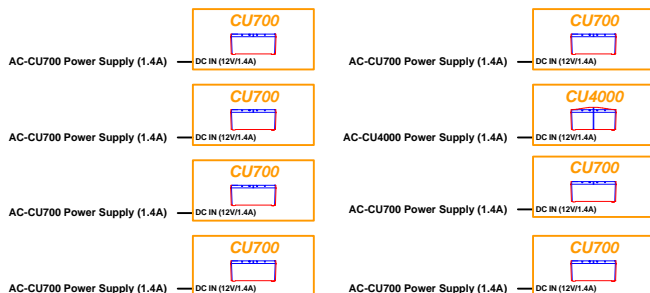 CU700
AC-CU700 Power Supply (1.4A)
DC IN (12V/1.4A)
CU700
AC-CU700 Power Supply (1.4A)
DC IN (12V/1.4A)
CU700
AC-CU700 Power Supply (1.4A)
DC IN (12V/1.4A)
CU4000
AC-CU4000 Power Supply (1.4A)
DC IN (12V/1.4A)
CU700
AC-CU700 Power Supply (1.4A)
DC IN (12V/1.4A)
CU700
AC-CU700 Power Supply (1.4A)
DC IN (12V/1.4A)
CU700
AC-CU700 Power Supply (1.4A)
DC IN (12V/1.4A)
CU700
AC-CU700 Power Supply (1.4A)
DC IN (12V/1.4A)